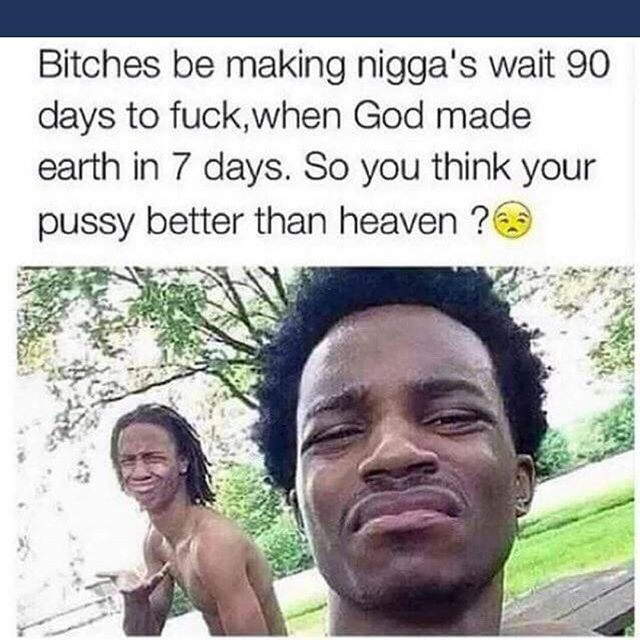 Bitches be making nigga's wait 90
days to fuck,when God made
earth in 7 days. So you think your
pussy better than heaven ?😒